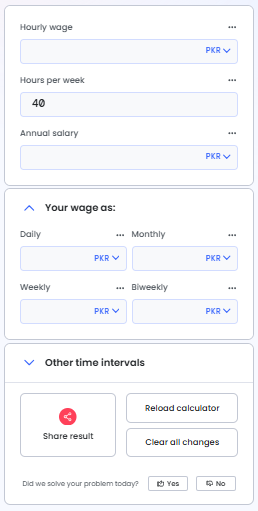 Hourly wage ...
PKR
Hours per week ...
40
Annual salary ...
PKR
Your wage as:
Daily ... Monthly ...
PKR PKR
Weekly ... Biweekly ...
PKR PKR
Other time intervals
Share result
Reload calculator
Clear all changes
Did we solve your problem today? Yes No